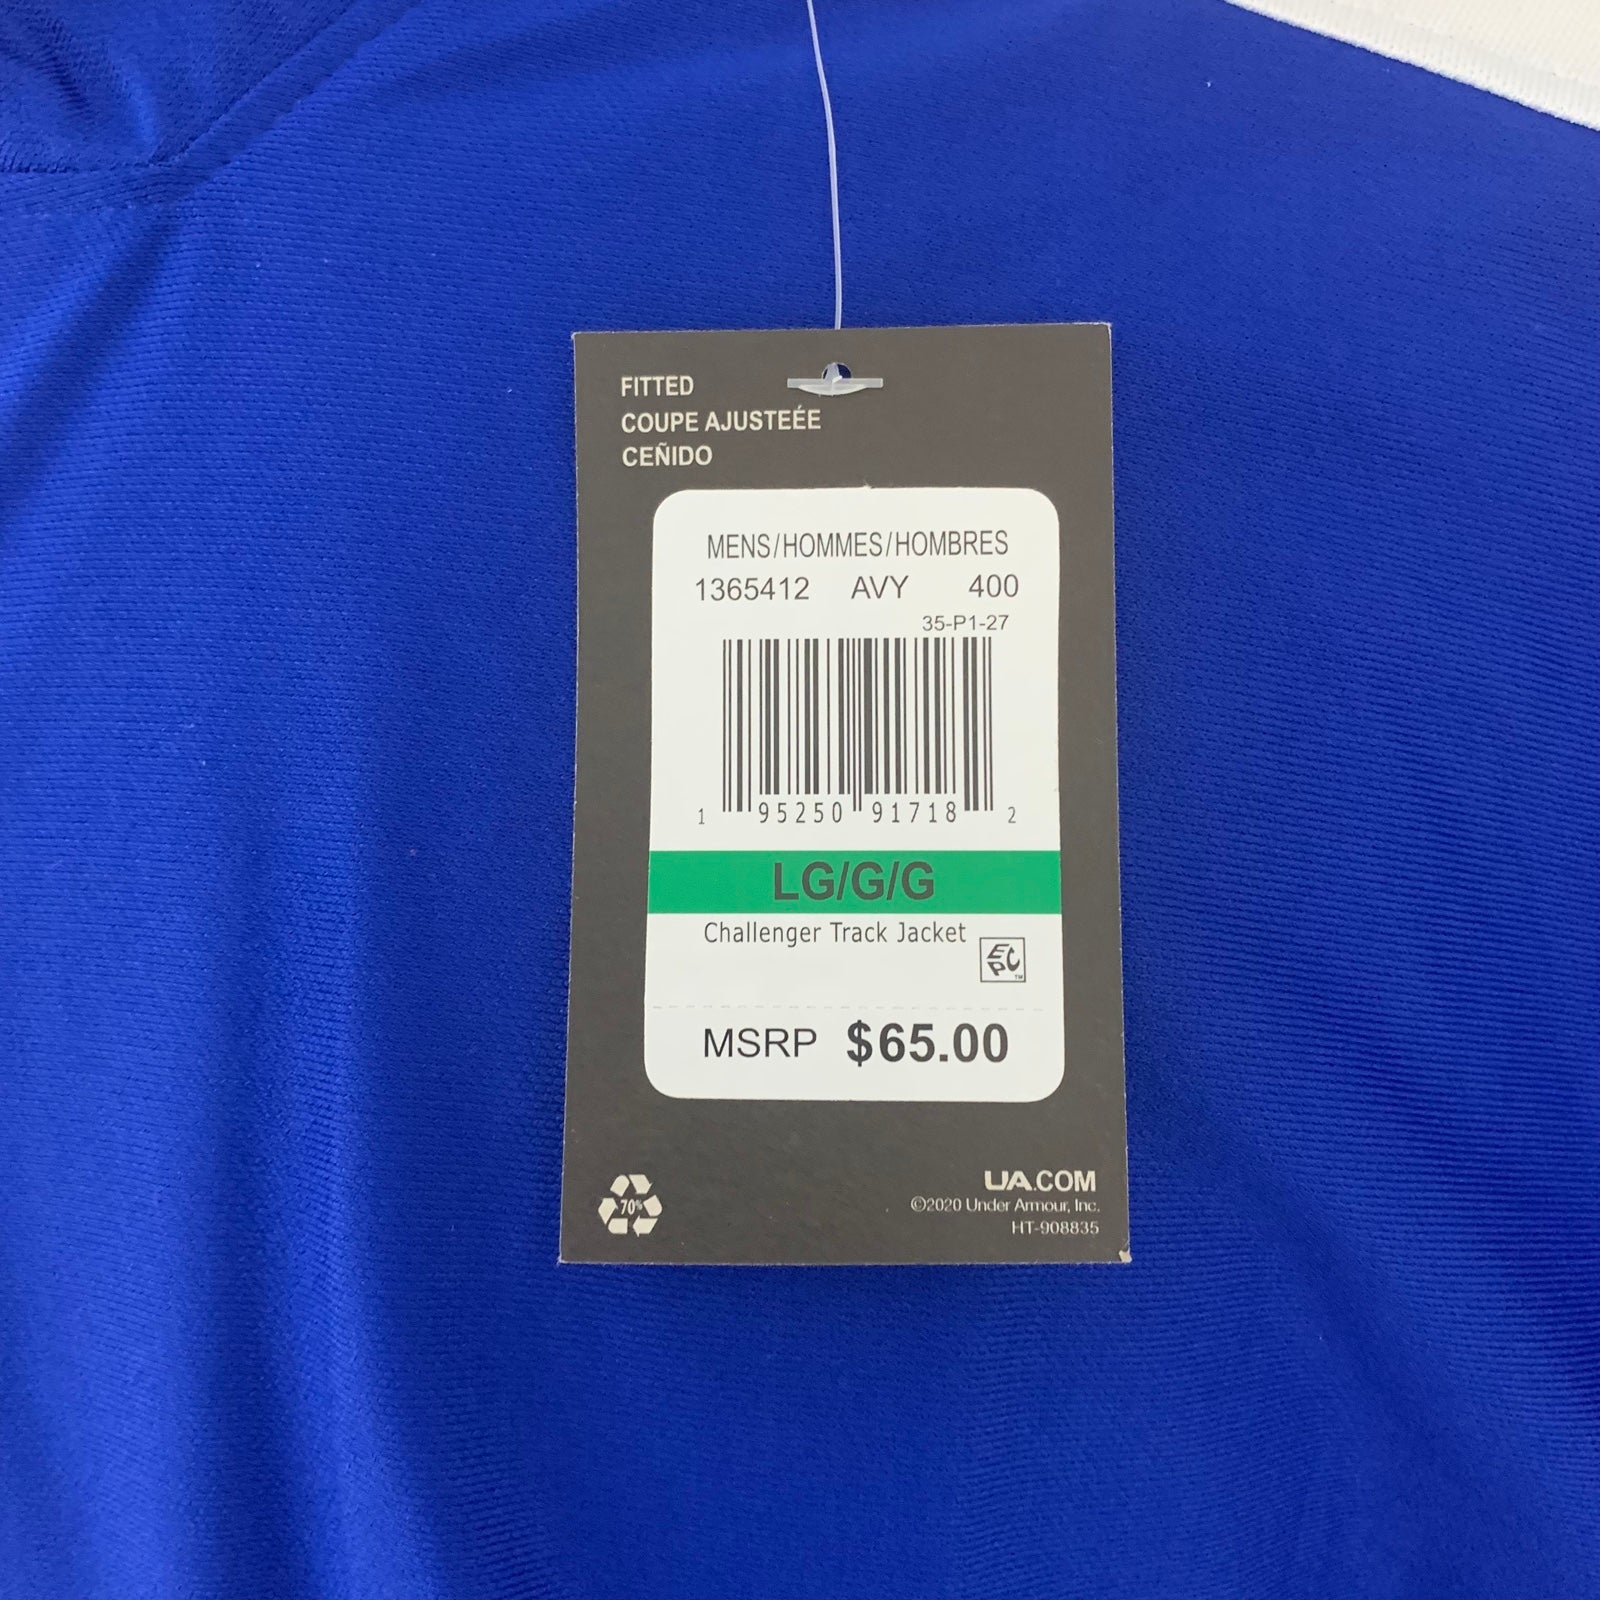 FITTED
COUPE AJUSTEÉE
CEÑIDO
MENS/HOMMES/HOMBRES
1365412 AVY 400
35-P1-27
1 95250 91718 2
LG/G/G
Challenger Track Jacket
EPC™
MSRP $65.00
70%
UA.COM
©2020 Under Armour, Inc.
HT-908835